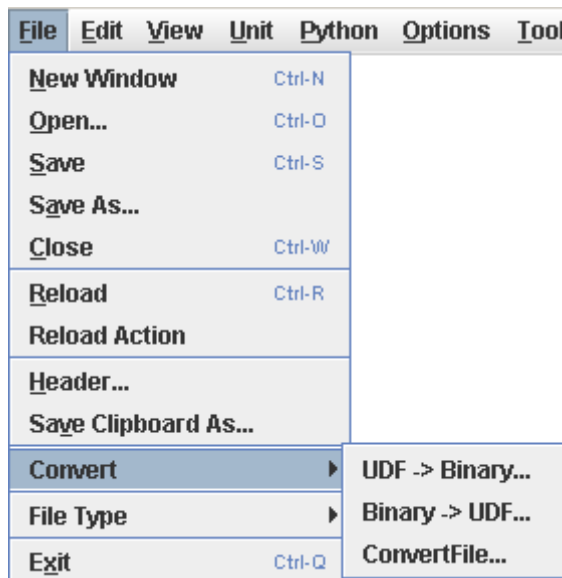 File Edit View Unit Python Options Tool
New Window Ctrl-N
Open... Ctrl-O
Save Ctrl-S
Save As...
Close Ctrl-W
Reload Ctrl-R
Reload Action
Header...
Save Clipboard As...
Convert
UDF -> Binary...
File Type
Binary -> UDF...
Exit Ctrl-Q
ConvertFile...